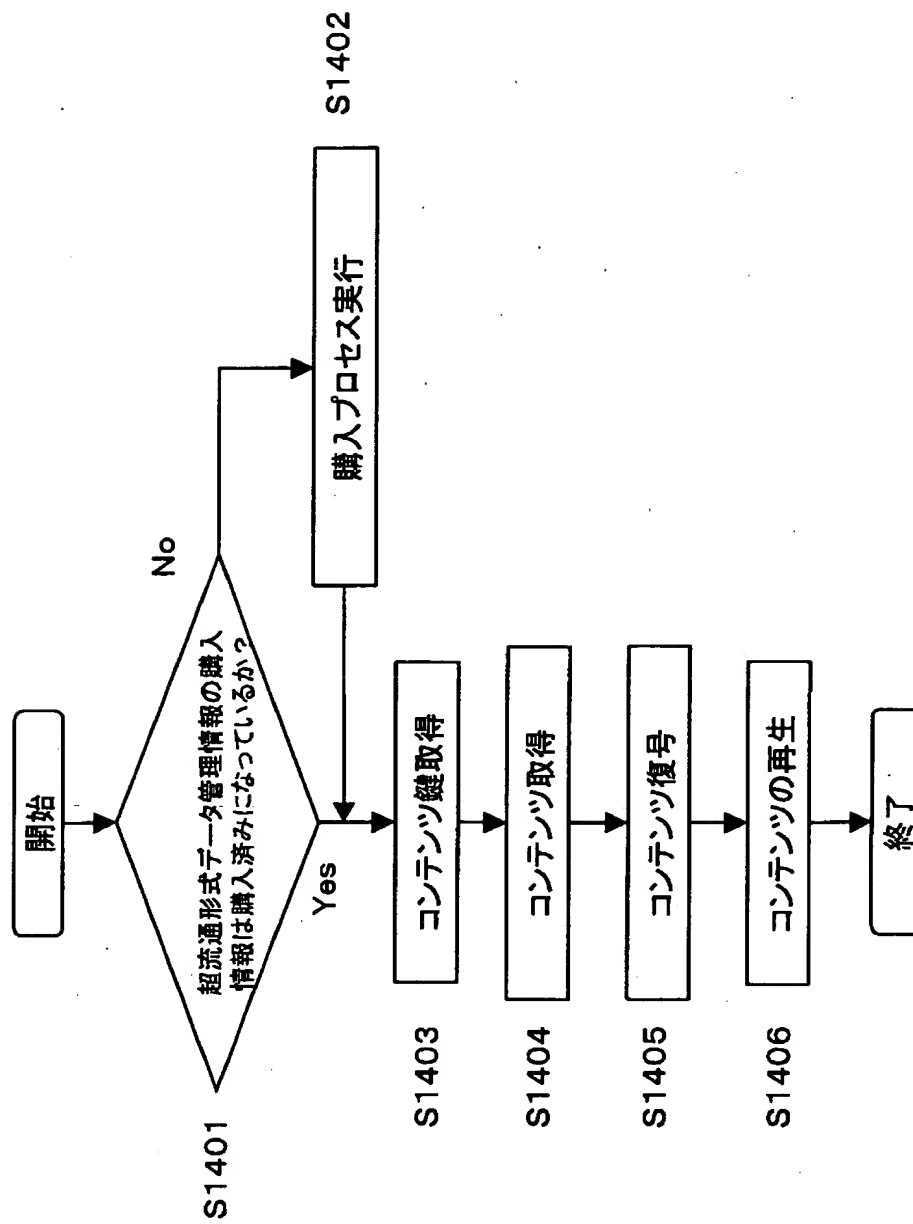 開始
S1401
超流通形式データ管理情報の購入
情報は購入済みになっているか?
No
Yes
購入プロセス実行
S1402
S1403
コンテンツ鍵取得
S1404
コンテンツ取得
S1405
コンテンツ復号
S1406
コンテンツの再生
終了